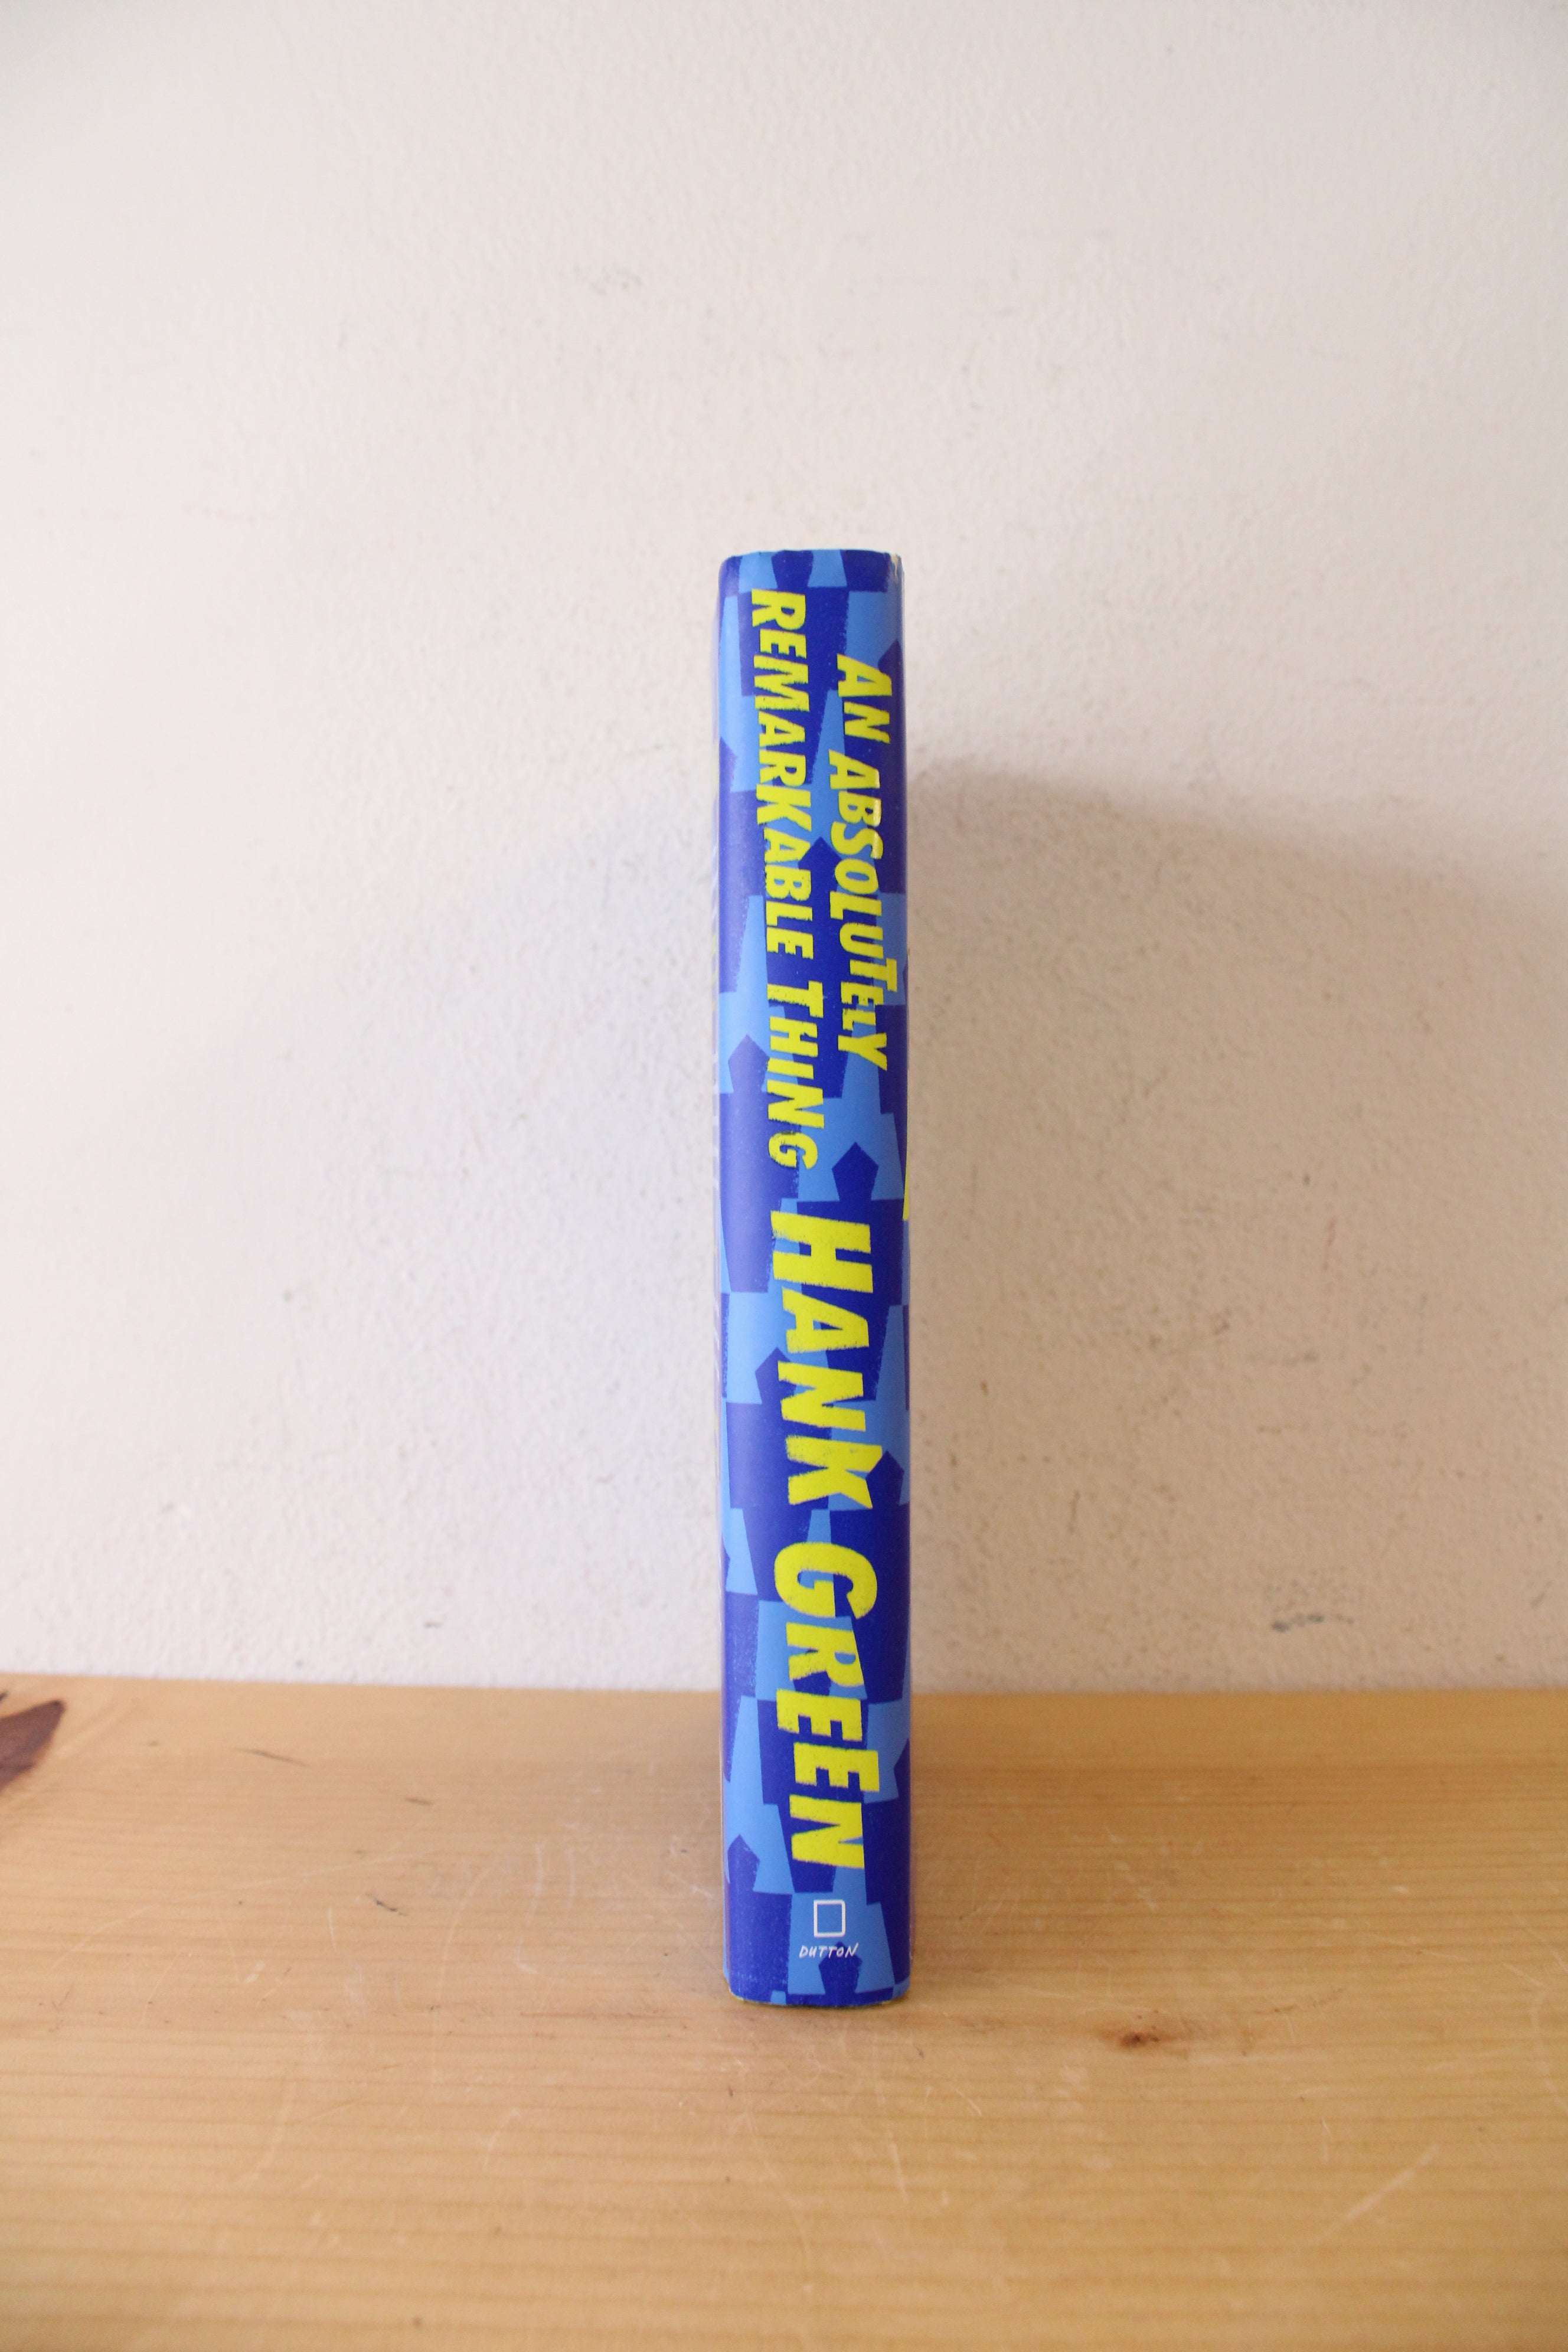 AN ABSOLUTELY
REMARKABLE THING
HANK GREEN
DUTTON